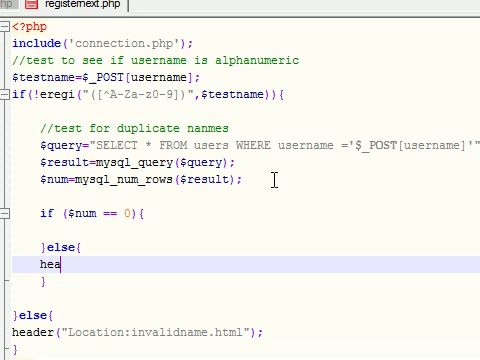 hp registernext.php
<?php
include('connection.php');
//test to see if username is alphanumeric
$testname=$_POST[username];
if(!eregi("([^A-Za-z0-9])",$testname)){
//test for duplicate nanmes
$query="SELECT * FROM users WHERE username ='$_POST[username]'"
$result=mysql_query($query);
$num=mysql_num_rows($result);
if ($num == 0){
}else{
hea
}
}else{
header("Location:invalidname.html");
}